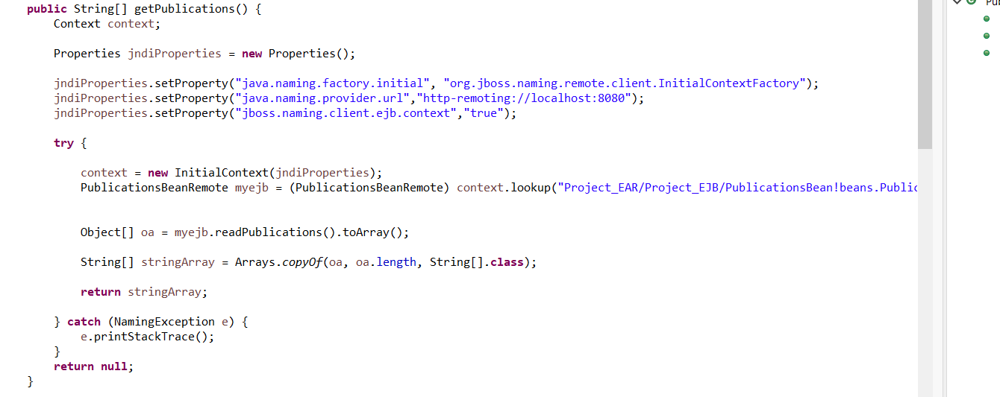 public String[] getPublications() {
Context context;
Properties jndiProperties = new Properties();
jndiProperties.setProperty("java.naming.factory.initial", "org.jboss.naming.remote.client.InitialContextFactory");
jndiProperties.setProperty("java.naming.provider.url","http-remoting://localhost:8080");
jndiProperties.setProperty("jboss.naming.client.ejb.context","true");
try {
context = new InitialContext(jndiProperties);
PublicationsBeanRemote myejb = (PublicationsBeanRemote) context.lookup("Project_EAR/Project_EJB/PublicationsBean!beans.Public
Object[] oa = myejb.readPublications().toArray();
String[] stringArray = Arrays.copyOf(oa, oa.length, String[].class);
return stringArray;
} catch (NamingException e) {
e.printStackTrace();
}
return null;
}